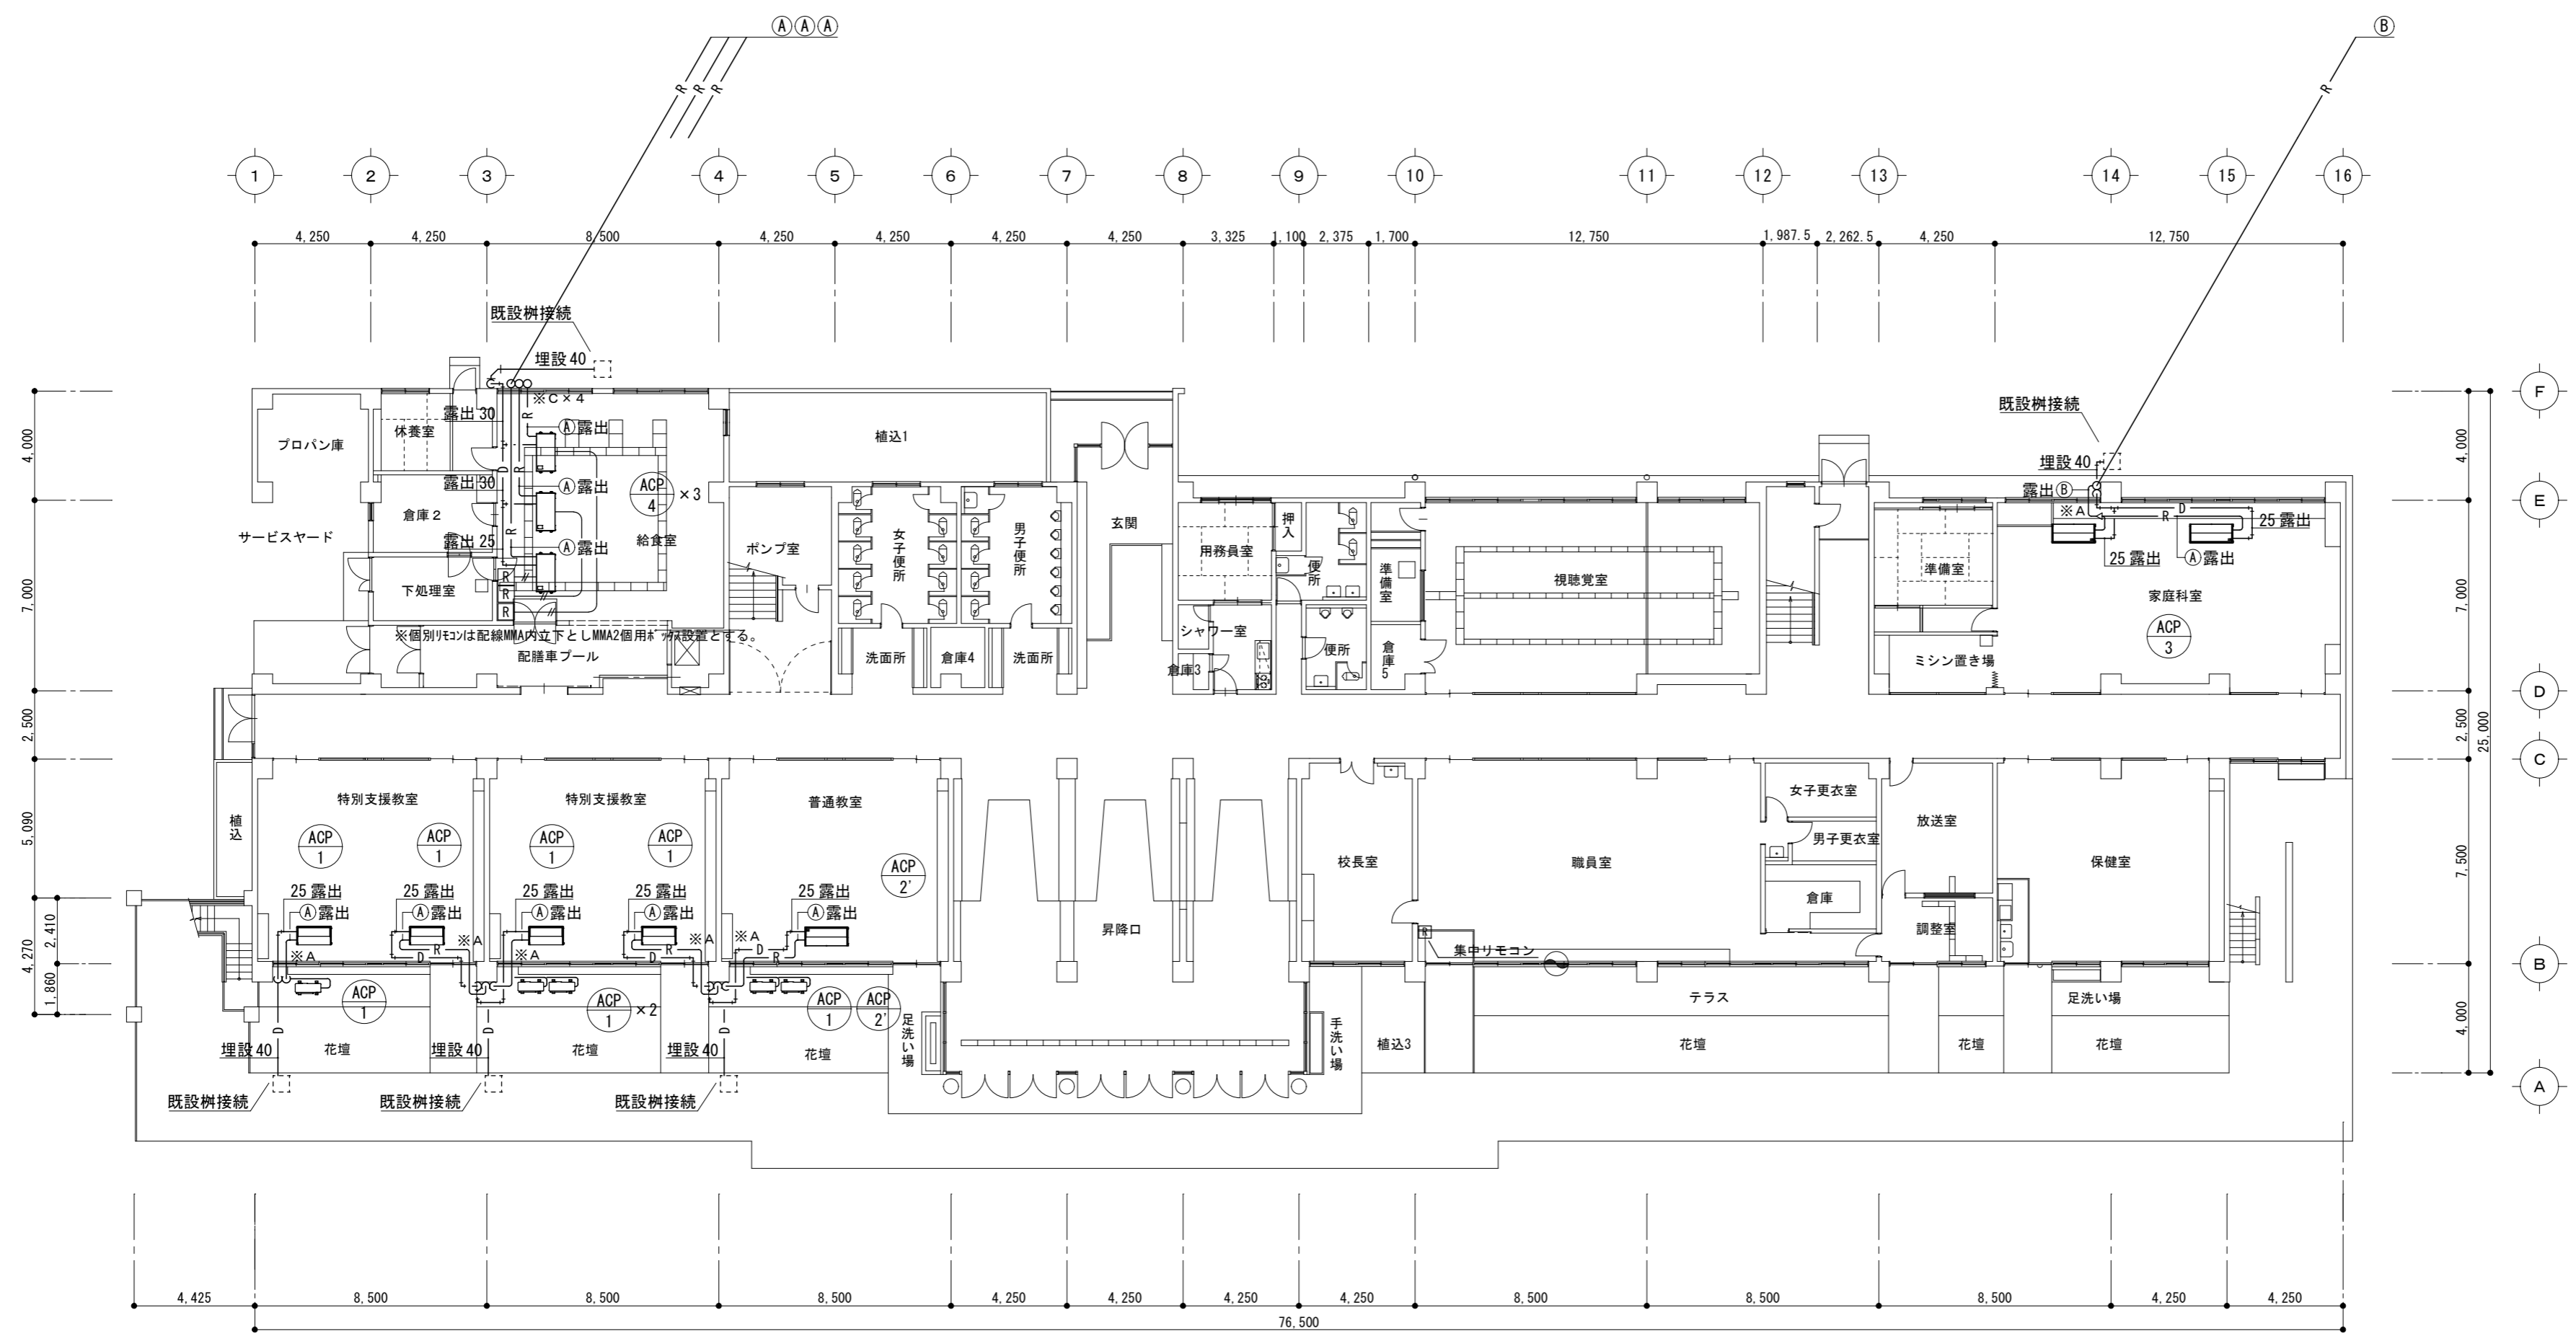 Ⓐ Ⓐ Ⓐ
Ⓑ
R
R
R
R
1 2 3 4 5 6 7 8 9 10 11 12 13 14 15 16
4,250 4,250 8,500 4,250 4,250 4,250 4,250 3,325 1,100 2,375 1,700 12,750 1,987.5 2,262.5 4,250 12,750
既設桝接続
埋設40
露出30
※C×4
R
Ⓐ露出
休養室
プロパン庫
植込1
既設桝接続
埋設40
露出Ⓑ
※A
D
R
25 露出
25 露出
Ⓐ露出
D
R
露出30
Ⓐ露出
ACP
4
×3
倉庫2
R
サービスヤード
露出25
Ⓐ露出
給食室
ポンプ室
女子便所
男子便所
玄関
用務員室
押入
便所
準備室
視聴覚室
準備室
家庭科室
下処理室
R
R
R
※個別リモコンは配線MMA内立下としMMA2個用ボックス設置とする。
配膳車プール
洗面所
倉庫4
洗面所
シャワー室
倉庫3
便所
倉庫5
ミシン置き場
ACP
3
F
E
D
C
B
A
4,000
7,000
2,500
5,090
2,410
4,270
1,860
4,000
7,000
2,500
25,000
7,500
4,000
特別支援教室
特別支援教室
普通教室
植込
ACP
1
ACP
1
ACP
1
ACP
1
ACP
2'
25 露出
25 露出
25 露出
25 露出
25 露出
Ⓐ露出
Ⓐ露出
Ⓐ露出
Ⓐ露出
Ⓐ露出
※A
※A
※A
※A
※A
R
D
R
D
D
R
校長室
職員室
女子更衣室
男子更衣室
倉庫
放送室
調整室
保健室
昇降口
R
集中リモコン
ACP
1
ACP
1
×2
ACP
1
ACP
2'
D
D
D
埋設40
花壇
埋設40
花壇
埋設40
花壇
足洗い場
手洗い場
植込3
テラス
花壇
花壇
足洗い場
花壇
既設桝接続
既設桝接続
既設桝接続
4,425 8,500 8,500 8,500 4,250 4,250 4,250 4,250 8,500 8,500 8,500 4,250 4,250
76,500